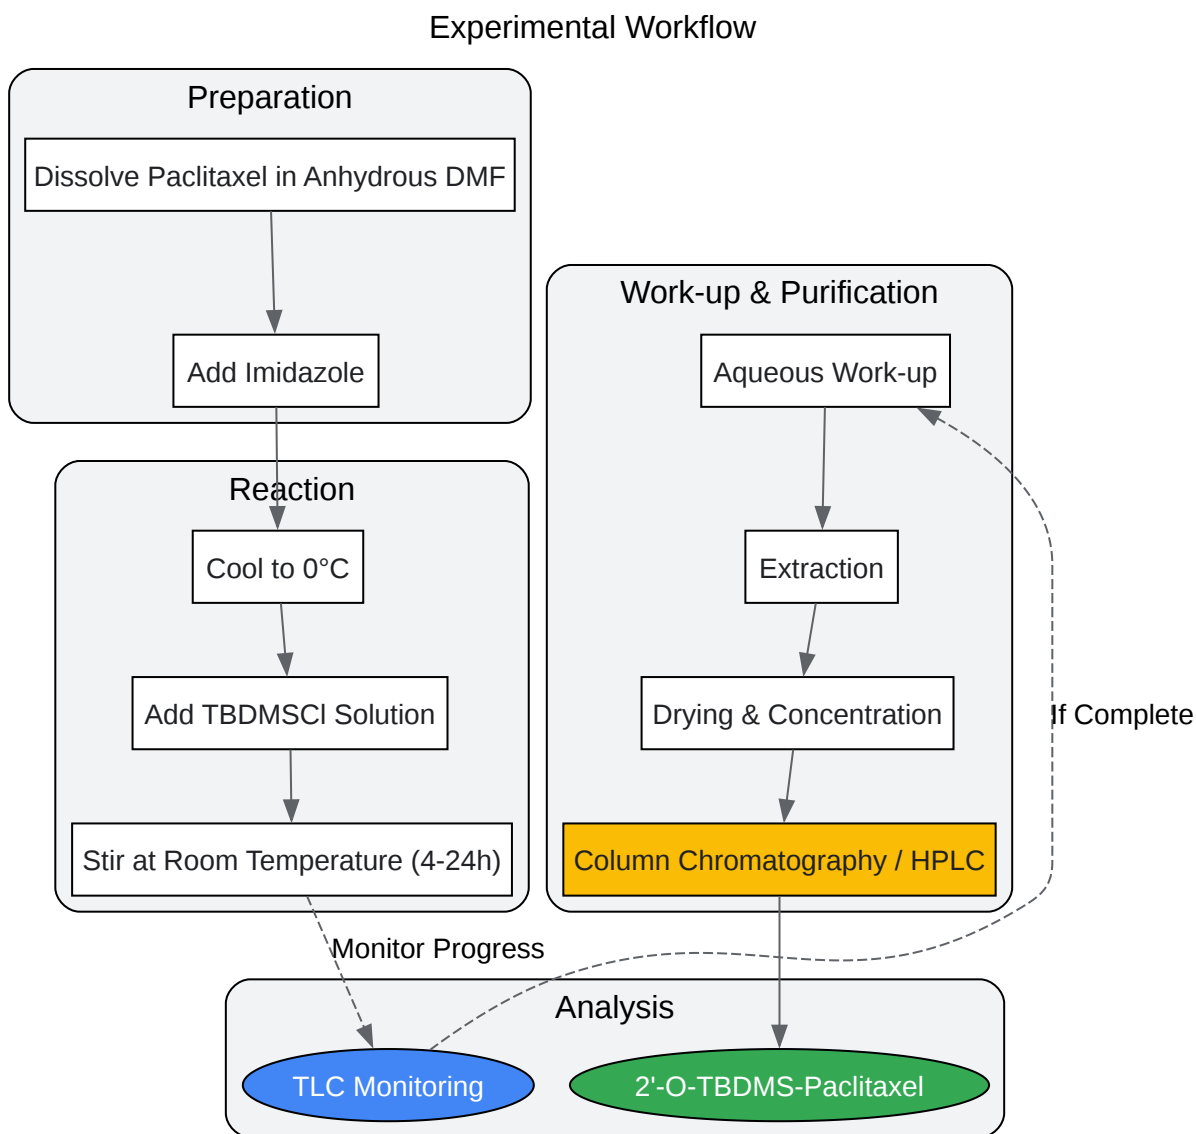 Experimental Workflow
Preparation
Dissolve Paclitaxel in Anhydrous DMF
Add Imidazole
Reaction
Cool to 0°C
Add TBDMSCl Solution
Stir at Room Temperature (4-24h)
Monitor Progress
Work-up & Purification
Aqueous Work-up
Extraction
Drying & Concentration
If Complete
Column Chromatography / HPLC
Analysis
TLC Monitoring
2'-O-TBDMS-Paclitaxel